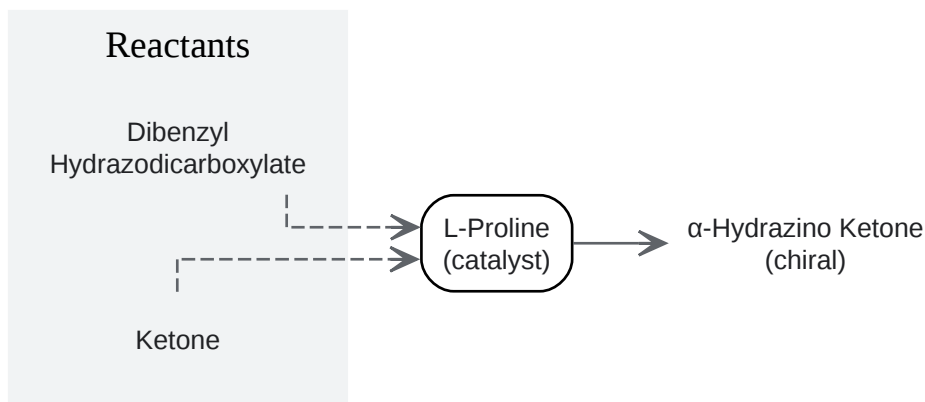 Reactants
Dibenzyl
Hydrazodicarboxylate
L-Proline
(catalyst)
α-Hydrazino Ketone
(chiral)
Ketone